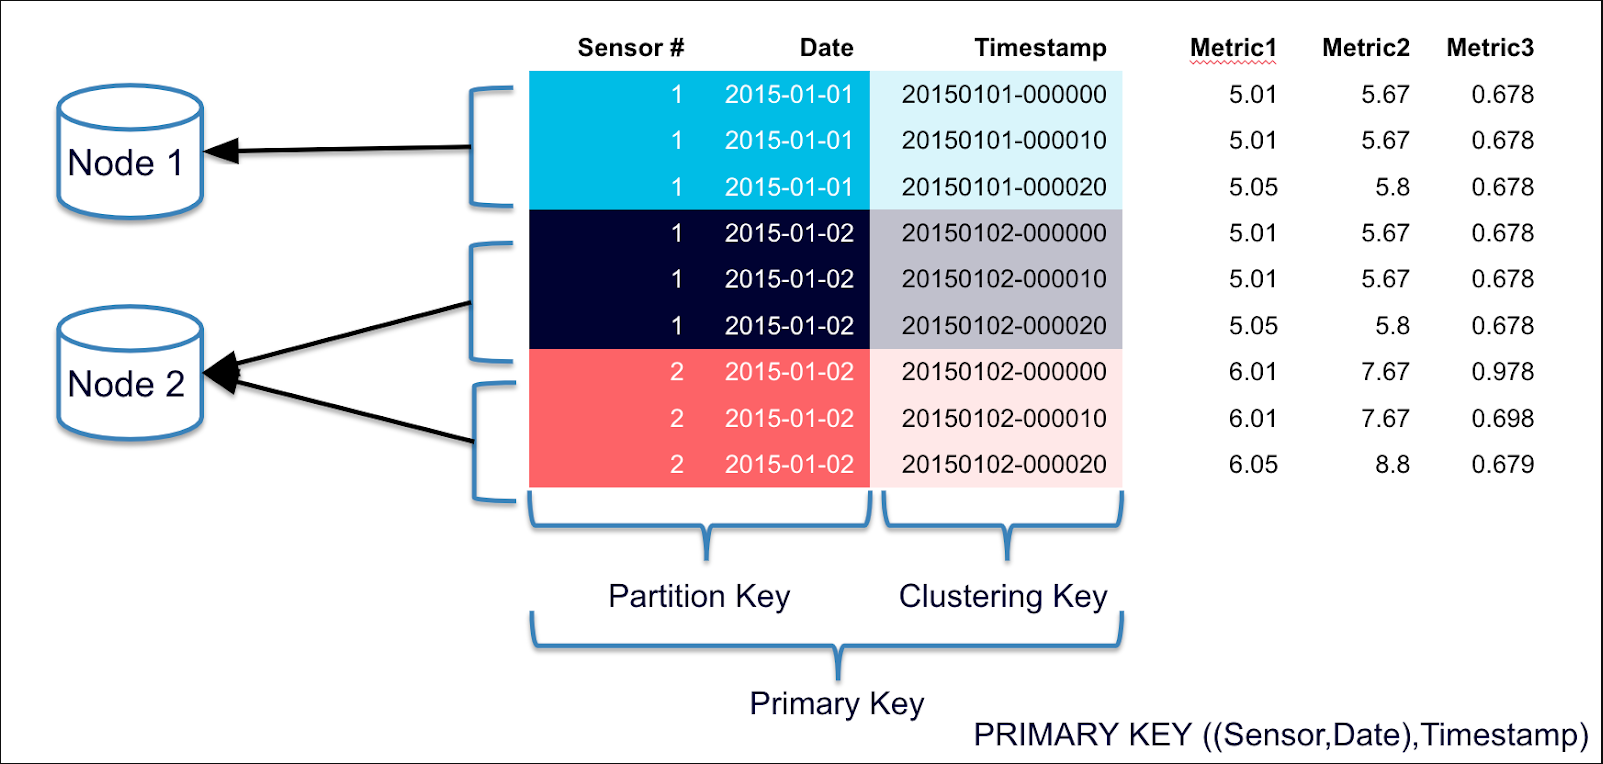 Sensor # Date Timestamp Metric1 Metric2 Metric3
1 2015-01-01 20150101-000000 5.01 5.67 0.678
1 2015-01-01 20150101-000010 5.01 5.67 0.678
Node 1
1 2015-01-01 20150101-000020 5.05 5.8 0.678
1 2015-01-02 20150102-000000 5.01 5.67 0.678
1 2015-01-02 20150102-000010 5.01 5.67 0.678
1 2015-01-02 20150102-000020 5.05 5.8 0.678
2 2015-01-02 20150102-000000 6.01 7.67 0.978
Node 2
2 2015-01-02 20150102-000010 6.01 7.67 0.698
2 2015-01-02 20150102-000020 6.05 8.8 0.679
Partition Key Clustering Key
Primary Key
PRIMARY KEY ((Sensor,Date),Timestamp)